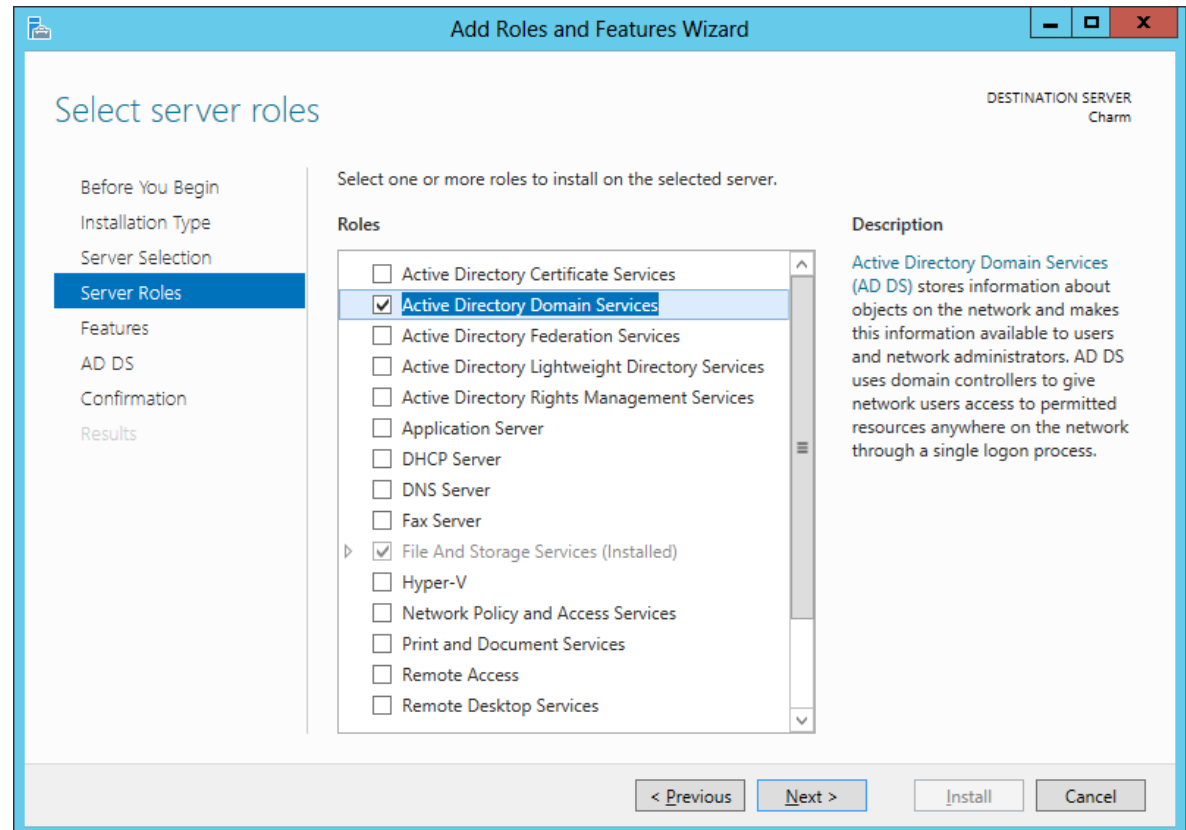 Add Roles and Features Wizard
Select server roles
DESTINATION SERVER
Charm
Before You Begin
Installation Type
Server Selection
Server Roles
Features
AD DS
Confirmation
Results
Select one or more roles to install on the selected server.
Roles
Active Directory Certificate Services
Active Directory Domain Services
Active Directory Federation Services
Active Directory Lightweight Directory Services
Active Directory Rights Management Services
Application Server
DHCP Server
DNS Server
Fax Server
File And Storage Services (Installed)
Hyper-V
Network Policy and Access Services
Print and Document Services
Remote Access
Remote Desktop Services
Description
Active Directory Domain Services
(AD DS) stores information about
objects on the network and makes
this information available to users
and network administrators. AD DS
uses domain controllers to give
network users access to permitted
resources anywhere on the network
through a single logon process.
< Previous
Next >
Install
Cancel